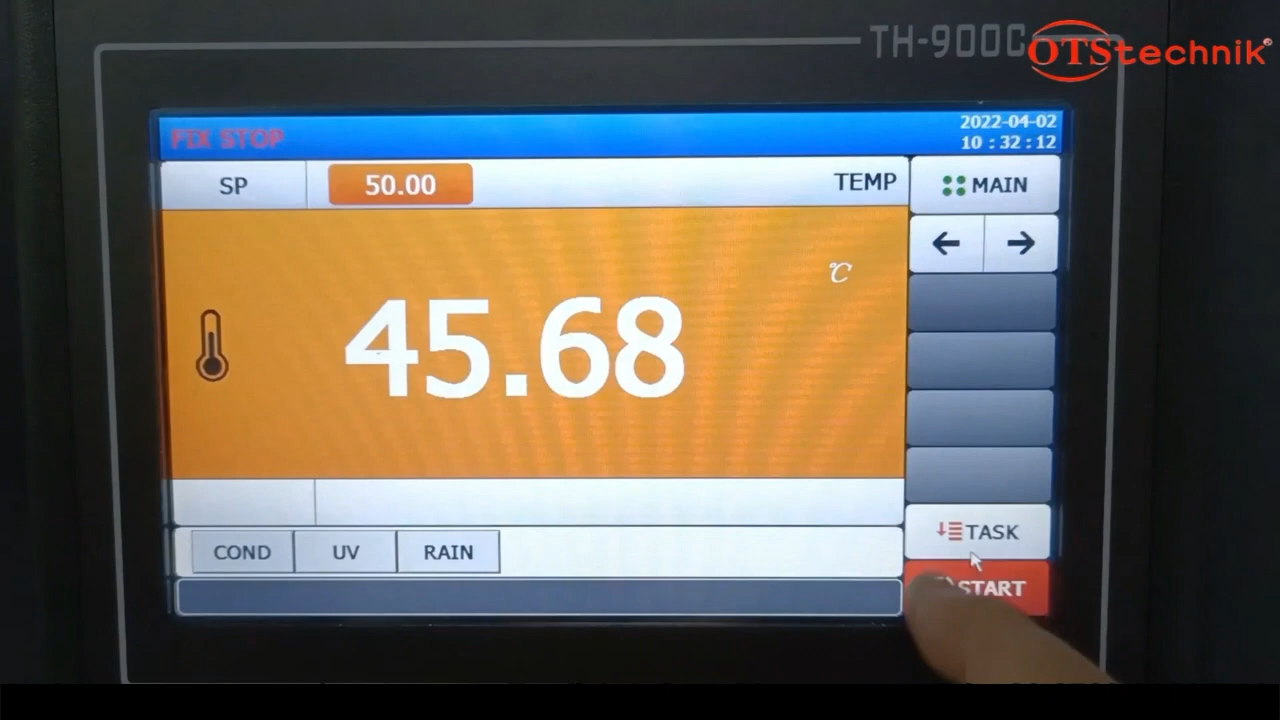 TH-900C
OTStechnik®
FIX STOP
2022-04-02
10 : 32 : 12
SP
50.00
TEMP
MAIN
℃
45.68
TASK
COND
UV
RAIN
START